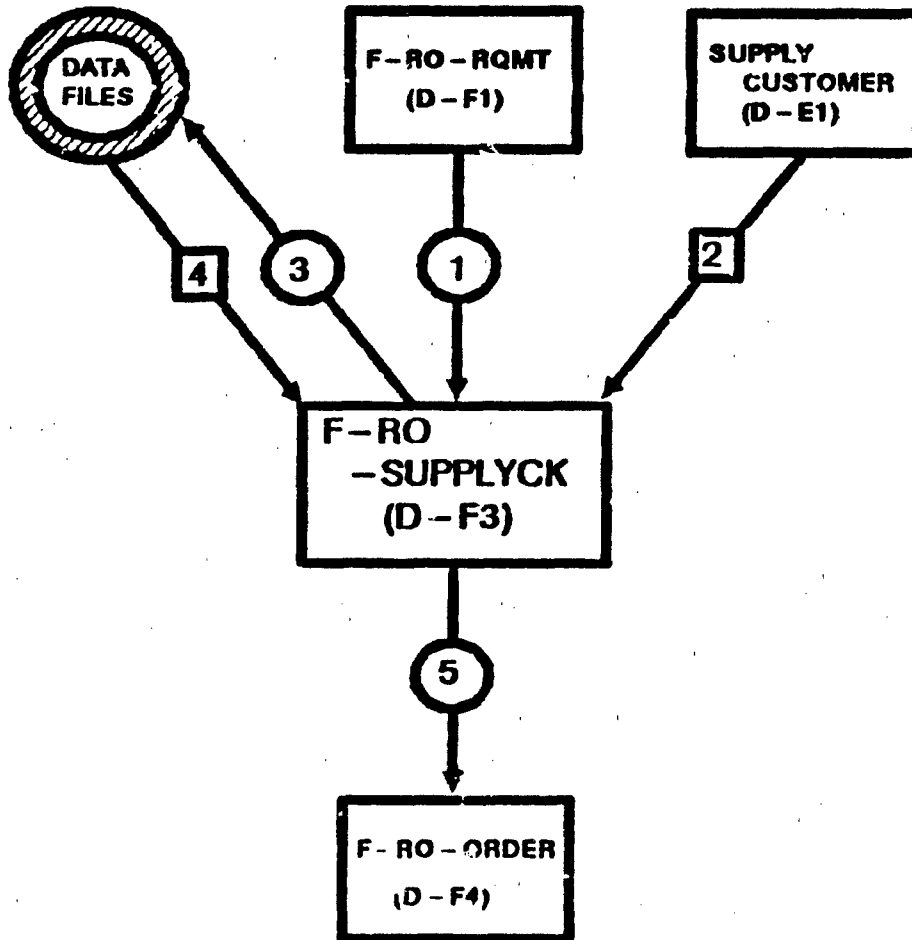 DATA
FILES
F-RO-RQMT
(D-F1)
SUPPLY
CUSTOMER
(D-E1)
4
3
1
2
F-RO
-SUPPLYCK
(D-F3)
5
F-RO-ORDER
(D-F4)